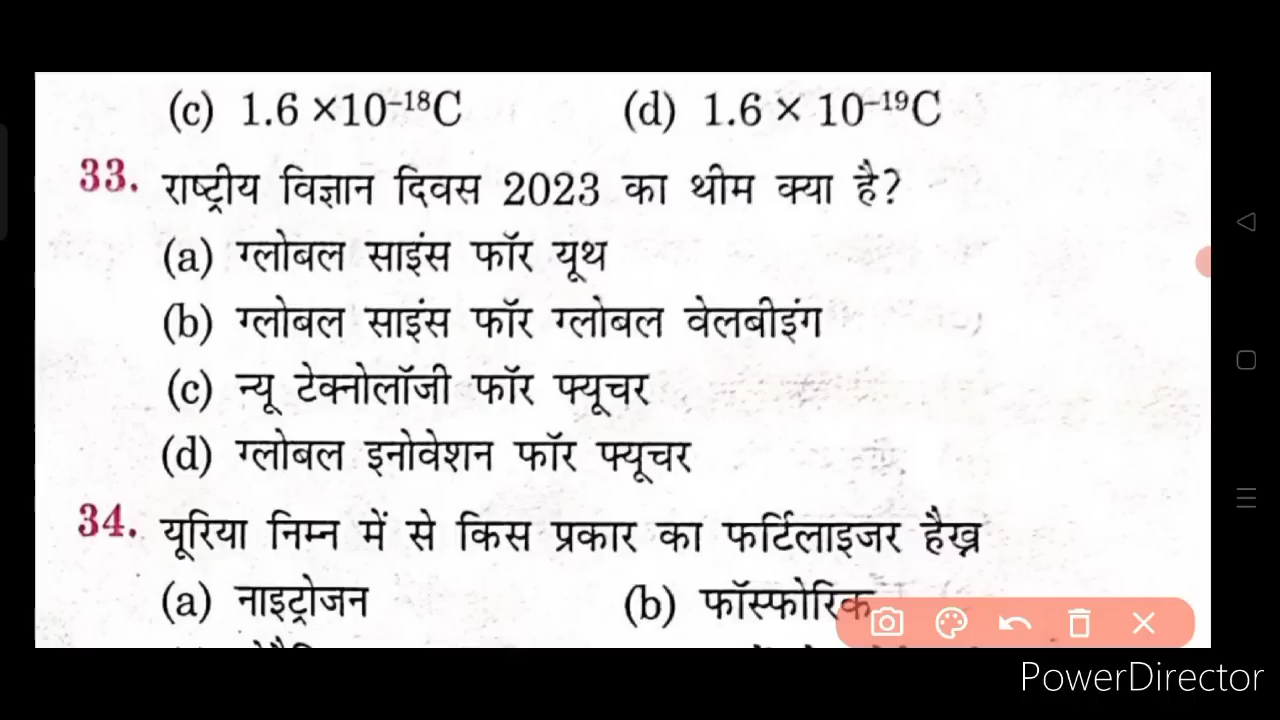 (c) 1.6 ×10⁻¹⁸C (d) 1.6 × 10⁻¹⁹C
33. राष्ट्रीय विज्ञान दिवस 2023 का थीम क्या है?
(a) ग्लोबल साइंस फॉर यूथ
(b) ग्लोबल साइंस फॉर ग्लोबल वेलबीइंग
(c) न्यू टेक्नोलॉजी फॉर फ्यूचर
(d) ग्लोबल इनोवेशन फॉर फ्यूचर
34. यूरिया निम्न में से किस प्रकार का फर्टिलाइजर हैख्र
(a) नाइट्रोजन (b) फॉस्फोरिक
PowerDirector